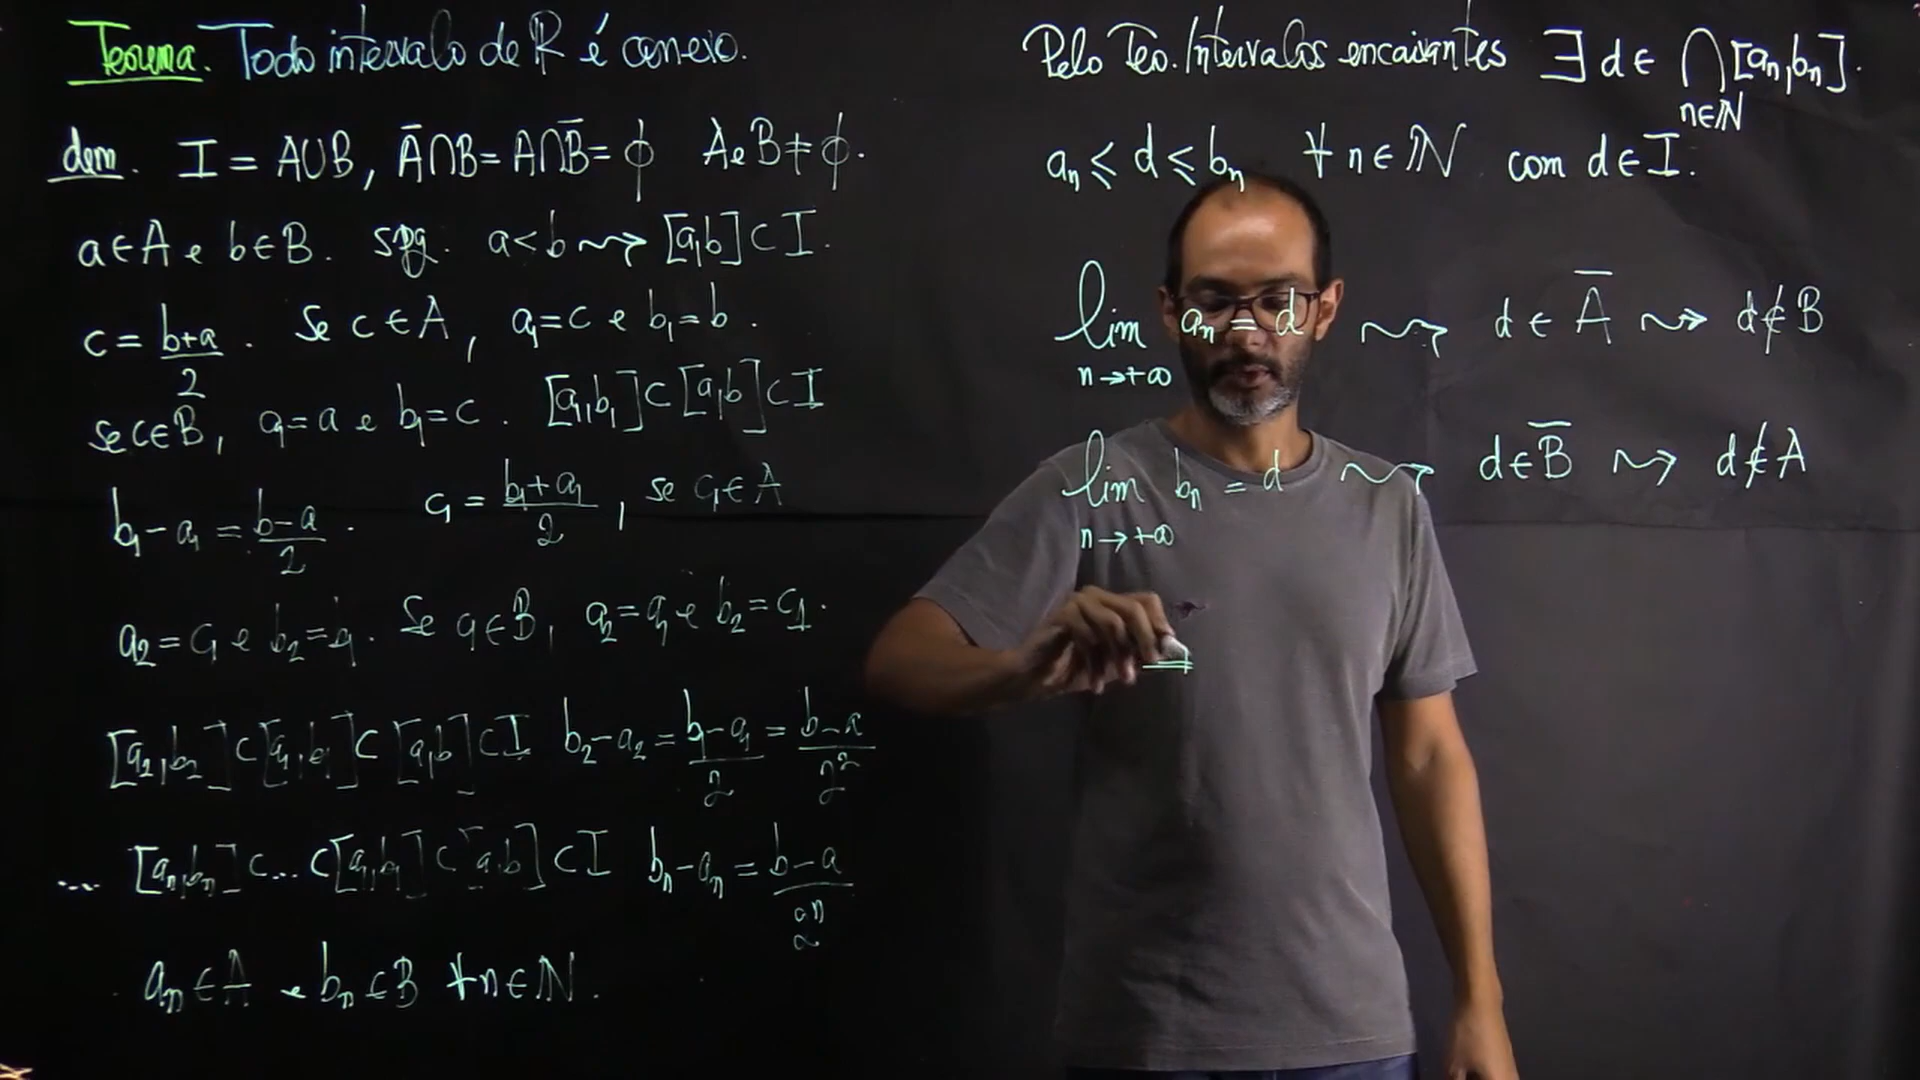 Teorema. Todo intervalo de ℝ é conexo.
dem. I = A∪B, Ā∩B = A∩B̄ = ϕ A e B ≠ ϕ.
a∈A e b∈B. spg. a<b ⇝ [a,b] ⊂ I.
c = (b+a)/2. Se c∈A, a₁=c e b₁=b.
Se c∈B, a₁=a e b₁=c. [a₁,b₁] ⊂ [a,b] ⊂ I
b₁-a₁ = (b-a)/2. c₁ = (b₁+a₁)/2, se c₁∈A
a₂=c₁ e b₂=b₁. Se c₁∈B, a₂=a₁ e b₂=c₁.
[a₂,b₂] ⊂ [a₁,b₁] ⊂ [a,b] ⊂ I b₂-a₂ = (b₁-a₁)/2 = (b-a)/2²
... [aₙ,bₙ] ⊂ ... ⊂ [a₁,b₁] ⊂ [a,b] ⊂ I bₙ-aₙ = (b-a)/2ⁿ
aₙ∈A e bₙ∈B ∀n∈ℕ.
Pelo Teo. Intervalos encaixantes ∃ d ∈ ⋂ₙ∈ℕ [aₙ,bₙ].
aₙ ≤ d ≤ bₙ ∀ n∈ℕ com d∈I.
lim n→+∞ aₙ = d ⇝ d∈Ā ⇝ d∉B
lim n→+∞ bₙ = d ⇝ d∈B̄ ⇝ d∉A